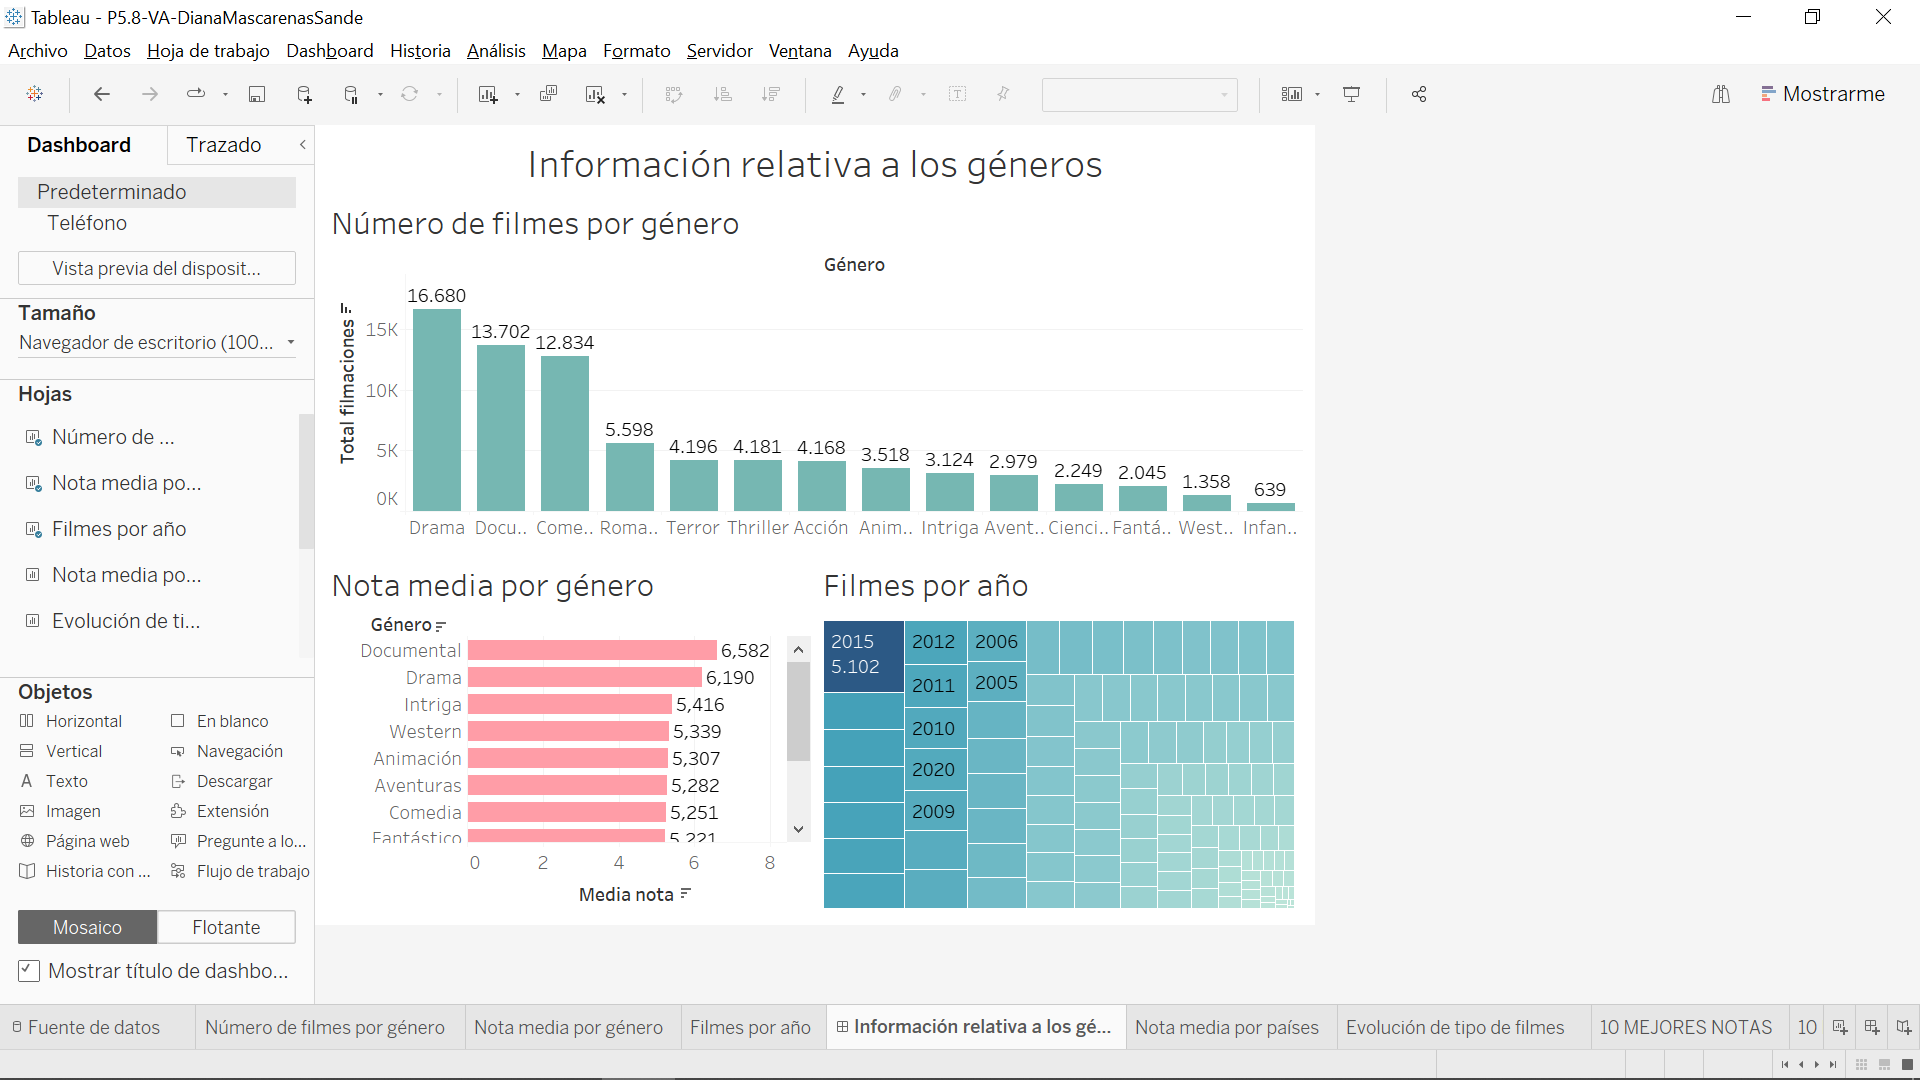 Tableau - P5.8-VA-DianaMascarenasSande
Archivo Datos Hoja de trabajo Dashboard Historia Análisis Mapa Formato Servidor Ventana Ayuda
Mostrarme
Dashboard Trazado
Predeterminado
Teléfono
Vista previa del disposit...
Tamaño
Navegador de escritorio (100...
Hojas
Número de ...
Nota media po...
Filmes por año
Nota media po...
Evolución de ti...
Objetos
Horizontal En blanco
Vertical Navegación
A Texto Descargar
Imagen Extensión
Página web Pregunte a lo...
Historia con ... Flujo de trabajo
Mosaico Flotante
Mostrar título de dashbo...
Información relativa a los géneros
Número de filmes por género
Género
Total filmaciones
15K
10K
5K
0K
16.680 13.702 12.834 5.598 4.196 4.181 4.168 3.518 3.124 2.979 2.249 2.045 1.358 639
Drama Docu.. Come.. Roma.. Terror Thriller Acción Anim.. Intriga Avent.. Cienci.. Fantá.. West.. Infan..
Nota media por género
Género
Documental 6,582
Drama 6,190
Intriga 5,416
Western 5,339
Animación 5,307
Aventuras 5,282
Comedia 5,251
Fantástico 5,221
0 2 4 6 8
Media nota
Filmes por año
2015
5.102
2012
2011
2010
2020
2009
2006
2005
Fuente de datos Número de filmes por género Nota media por género Filmes por año Información relativa a los gé... Nota media por países Evolución de tipo de filmes 10 MEJORES NOTAS 10